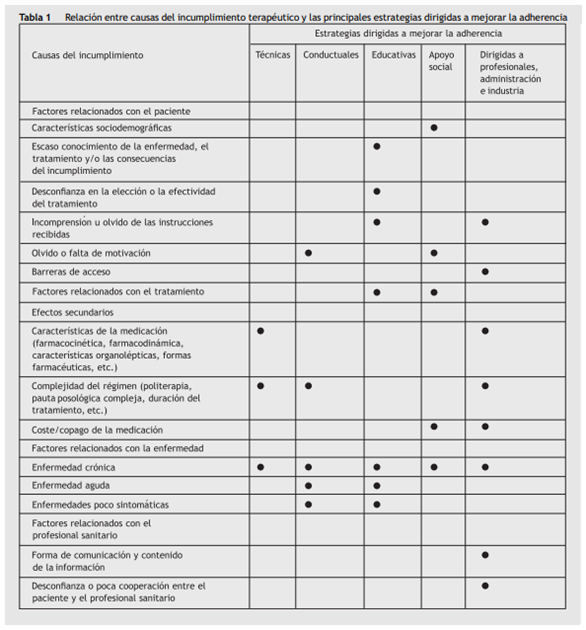 Tabla 1 Relación entre causas del incumplimiento terapéutico y las principales estrategias dirigidas a mejorar la adherencia
Causas del incumplimiento
Estrategias dirigidas a mejorar la adherencia
Técnicas Conductuales Educativas Apoyo
social
Dirigidas a
profesionales,
administración
e industria
Factores relacionados con el paciente
Características sociodemográficas ●
Escaso conocimiento de la enfermedad, el ●
tratamiento y/o las consecuencias
del incumplimiento
Desconfianza en la elección o la efectividad ●
del tratamiento
Incomprensión u olvido de las instrucciones ● ●
recibidas
Olvido o falta de motivación ● ●
Barreras de acceso ●
Factores relacionados con el tratamiento ● ●
Efectos secundarios
Características de la medicación ● ●
(farmacocinética, farmacodinámica,
características organolépticas, formas
farmacéuticas, etc.)
Complejidad del régimen (politerapia, ● ● ●
pauta posológica compleja, duración del
tratamiento, etc.)
Coste/copago de la medicación ● ●
Factores relacionados con la enfermedad
Enfermedad crónica ● ● ● ● ●
Enfermedad aguda ● ●
Enfermedades poco sintomáticas ● ●
Factores relacionados con el
profesional sanitario
Forma de comunicación y contenido ●
de la información
Desconfianza o poca cooperación entre el ●
paciente y el profesional sanitario